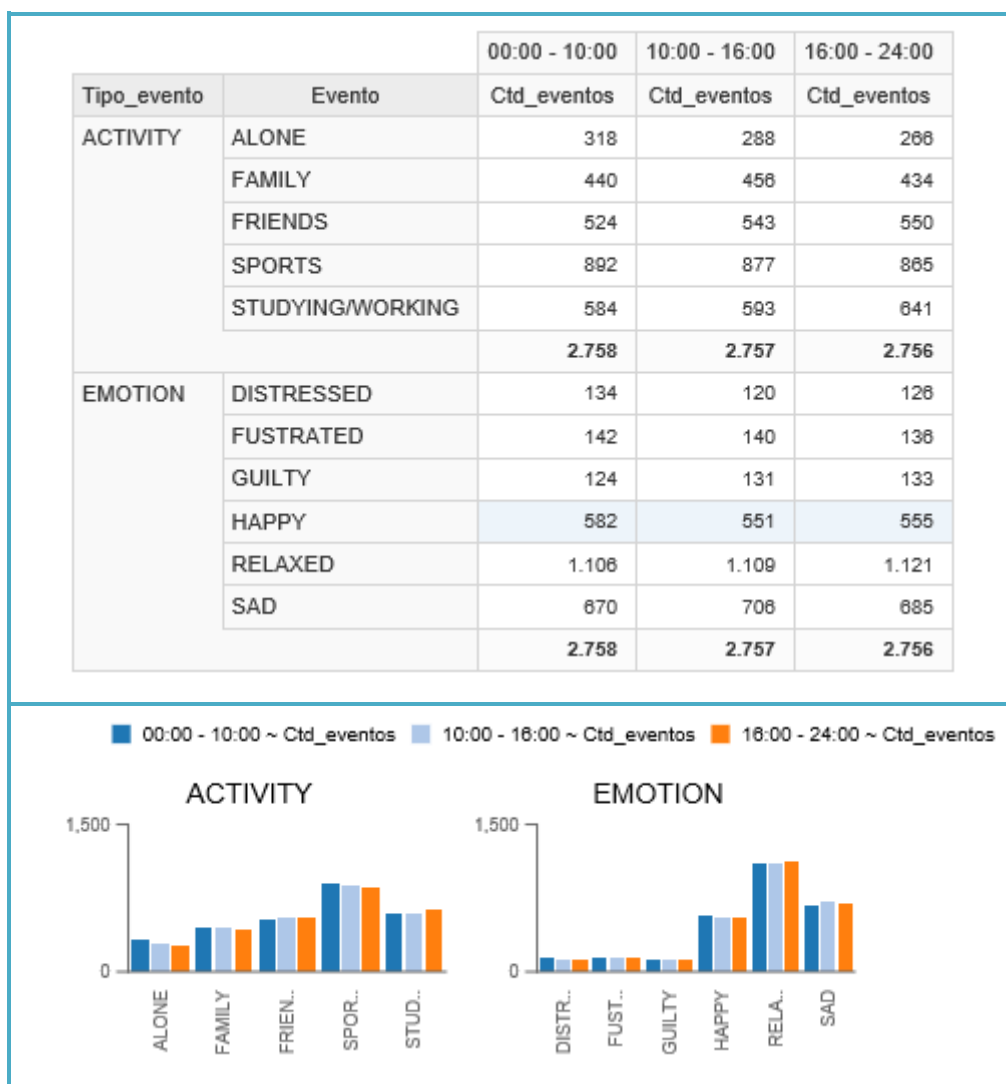 00:00 - 10:00 10:00 - 16:00 16:00 - 24:00
Tipo_evento Evento Ctd_eventos Ctd_eventos Ctd_eventos
ACTIVITY ALONE 318 288 266
FAMILY 440 456 434
FRIENDS 524 543 550
SPORTS 892 877 865
STUDYING/WORKING 584 593 641
2.758 2.757 2.756
EMOTION DISTRESSED 134 120 126
FUSTRATED 142 140 136
GUILTY 124 131 133
HAPPY 582 551 555
RELAXED 1.106 1.109 1.121
SAD 670 706 685
2.758 2.757 2.756
00:00 - 10:00 ~ Ctd_eventos 10:00 - 16:00 ~ Ctd_eventos 16:00 - 24:00 ~ Ctd_eventos
ACTIVITY EMOTION
1,500 1,500
0 0
ALONE FAMILY FRIEN.. SPOR.. STUD.. DISTR.. FUST.. GUILTY HAPPY RELA.. SAD